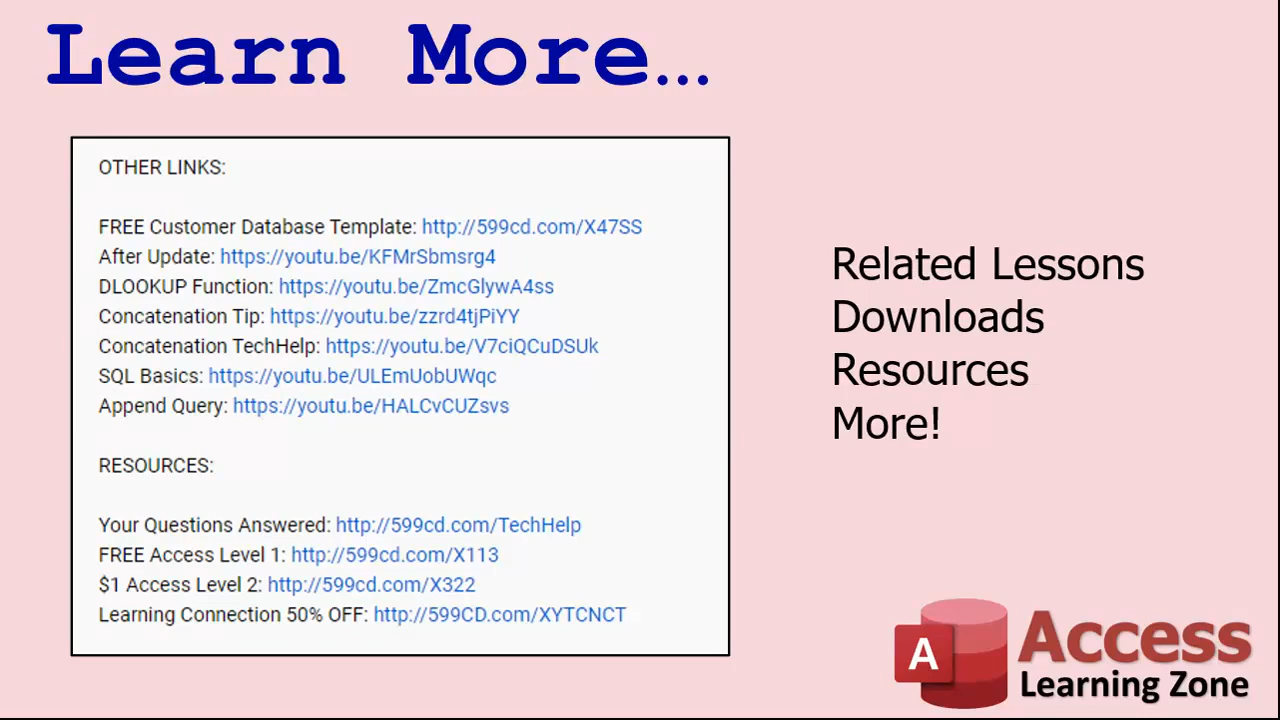 Learn More...
OTHER LINKS:
FREE Customer Database Template: http://599cd.com/X47SS
After Update: https://youtu.be/KFMrSbmsrg4
DLOOKUP Function: https://youtu.be/ZmcGlywA4ss
Concatenation Tip: https://youtu.be/zzrd4tjPiYY
Concatenation TechHelp: https://youtu.be/V7ciQCuDSUk
SQL Basics: https://youtu.be/ULEmUobUWqc
Append Query: https://youtu.be/HALCvCUZsvs
RESOURCES:
Your Questions Answered: http://599cd.com/TechHelp
FREE Access Level 1: http://599cd.com/X113
$1 Access Level 2: http://599cd.com/X322
Learning Connection 50% OFF: http://599CD.com/XYTCNCT
Related Lessons
Downloads
Resources
More!
A
Access
Learning Zone